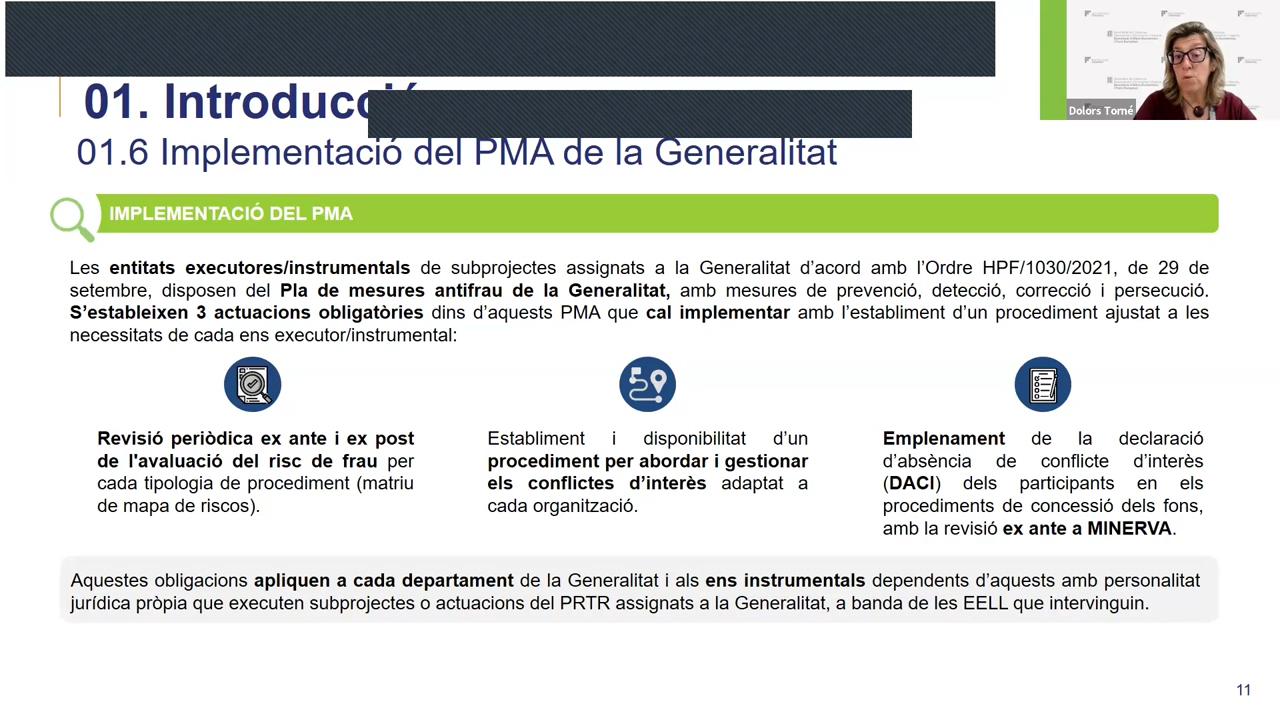 01. Introducció
01.6 Implementació del PMA de la Generalitat
Dolors Torné
IMPLEMENTACIÓ DEL PMA
Les entitats executores/instrumentals de subprojectes assignats a la Generalitat d’acord amb l’Ordre HPF/1030/2021, de 29 de
setembre, disposen del Pla de mesures antifrau de la Generalitat, amb mesures de prevenció, detecció, correcció i persecució.
S’estableixen 3 actuacions obligatòries dins d’aquests PMA que cal implementar amb l’establiment d’un procediment ajustat a les
necessitats de cada ens executor/instrumental:
Revisió periòdica ex ante i ex post
de l'avaluació del risc de frau per
cada tipologia de procediment (matriu
de mapa de riscos).
Establiment i disponibilitat d’un
procediment per abordar i gestionar
els conflictes d’interès adaptat a
cada organització.
Emplenament de la declaració
d’absència de conflicte d’interès
(DACI) dels participants en els
procediments de concessió dels fons,
amb la revisió ex ante a MINERVA.
Aquestes obligacions apliquen a cada departament de la Generalitat i als ens instrumentals dependents d’aquests amb personalitat
jurídica pròpia que executen subprojectes o actuacions del PRTR assignats a la Generalitat, a banda de les EELL que intervinguin.
11